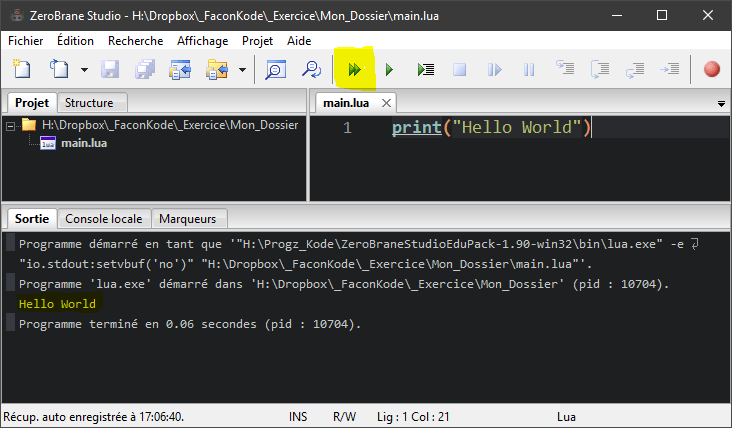 ZeroBrane Studio - H:\Dropbox\_FaconKode\_Exercice\Mon_Dossier\main.lua
Fichier Édition Recherche Affichage Projet Aide
Projet Structure
H:\Dropbox\_FaconKode\_Exercice\Mon_Dossier
lua main.lua
main.lua
1 print("Hello World")
Sortie Console locale Marqueurs
Programme démarré en tant que '"H:\Progz_Kode\ZeroBraneStudioEduPack-1.90-win32\bin\lua.exe" -e
"io.stdout:setvbuf('no')" "H:\Dropbox\_FaconKode\_Exercice\Mon_Dossier\main.lua"'.
Programme 'lua.exe' démarré dans 'H:\Dropbox\_FaconKode\_Exercice\Mon_Dossier' (pid : 10704).
Hello World
Programme terminé en 0.06 secondes (pid : 10704).
Récup. auto enregistrée à 17:06:40. INS R/W Lig : 1 Col : 21 Lua